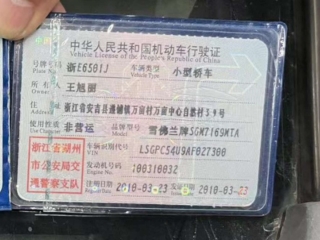 中华人民共和国机动车行驶证
Vehicle License of the People's Republic of China
号牌号码 浙E6501J 车辆类型 小型轿车
Plate No. Vehicle Type
所有人 王旭丽
Owner
住址 浙江省安吉县递铺镇万亩村万亩中心自然村59号
Address
使用性质 非营运 品牌型号 雪佛兰牌SGM7169MTA
Use Character Model
浙江省湖州 车辆识别代号 LSGPC54U9AF027300
VIN
市公安局交 发动机号码 100310032
Engine No.
通警察支队 注册日期 2010-03-23 发证日期 2010-03-23